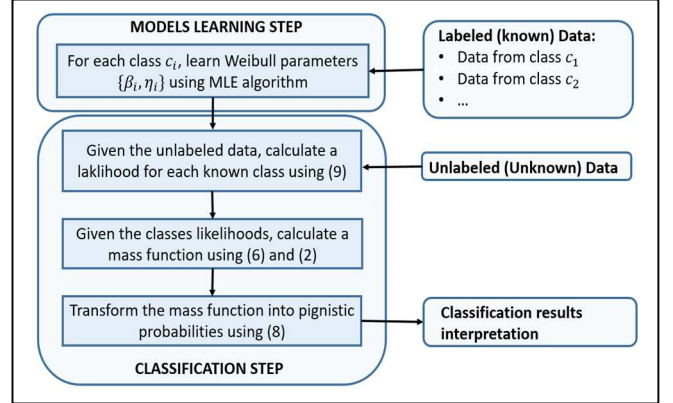 MODELS LEARNING STEP
For each class c_i, learn Weibull parameters
{β_i, η_i} using MLE algorithm
Labeled (known) Data:
• Data from class c_1
• Data from class c_2
• ...
Given the unlabeled data, calculate a
laklihood for each known class using (9)
Unlabeled (Unknown) Data
Given the classes likelihoods, calculate a
mass function using (6) and (2)
Transform the mass function into pignistic
probabilities using (8)
Classification results
interpretation
CLASSIFICATION STEP